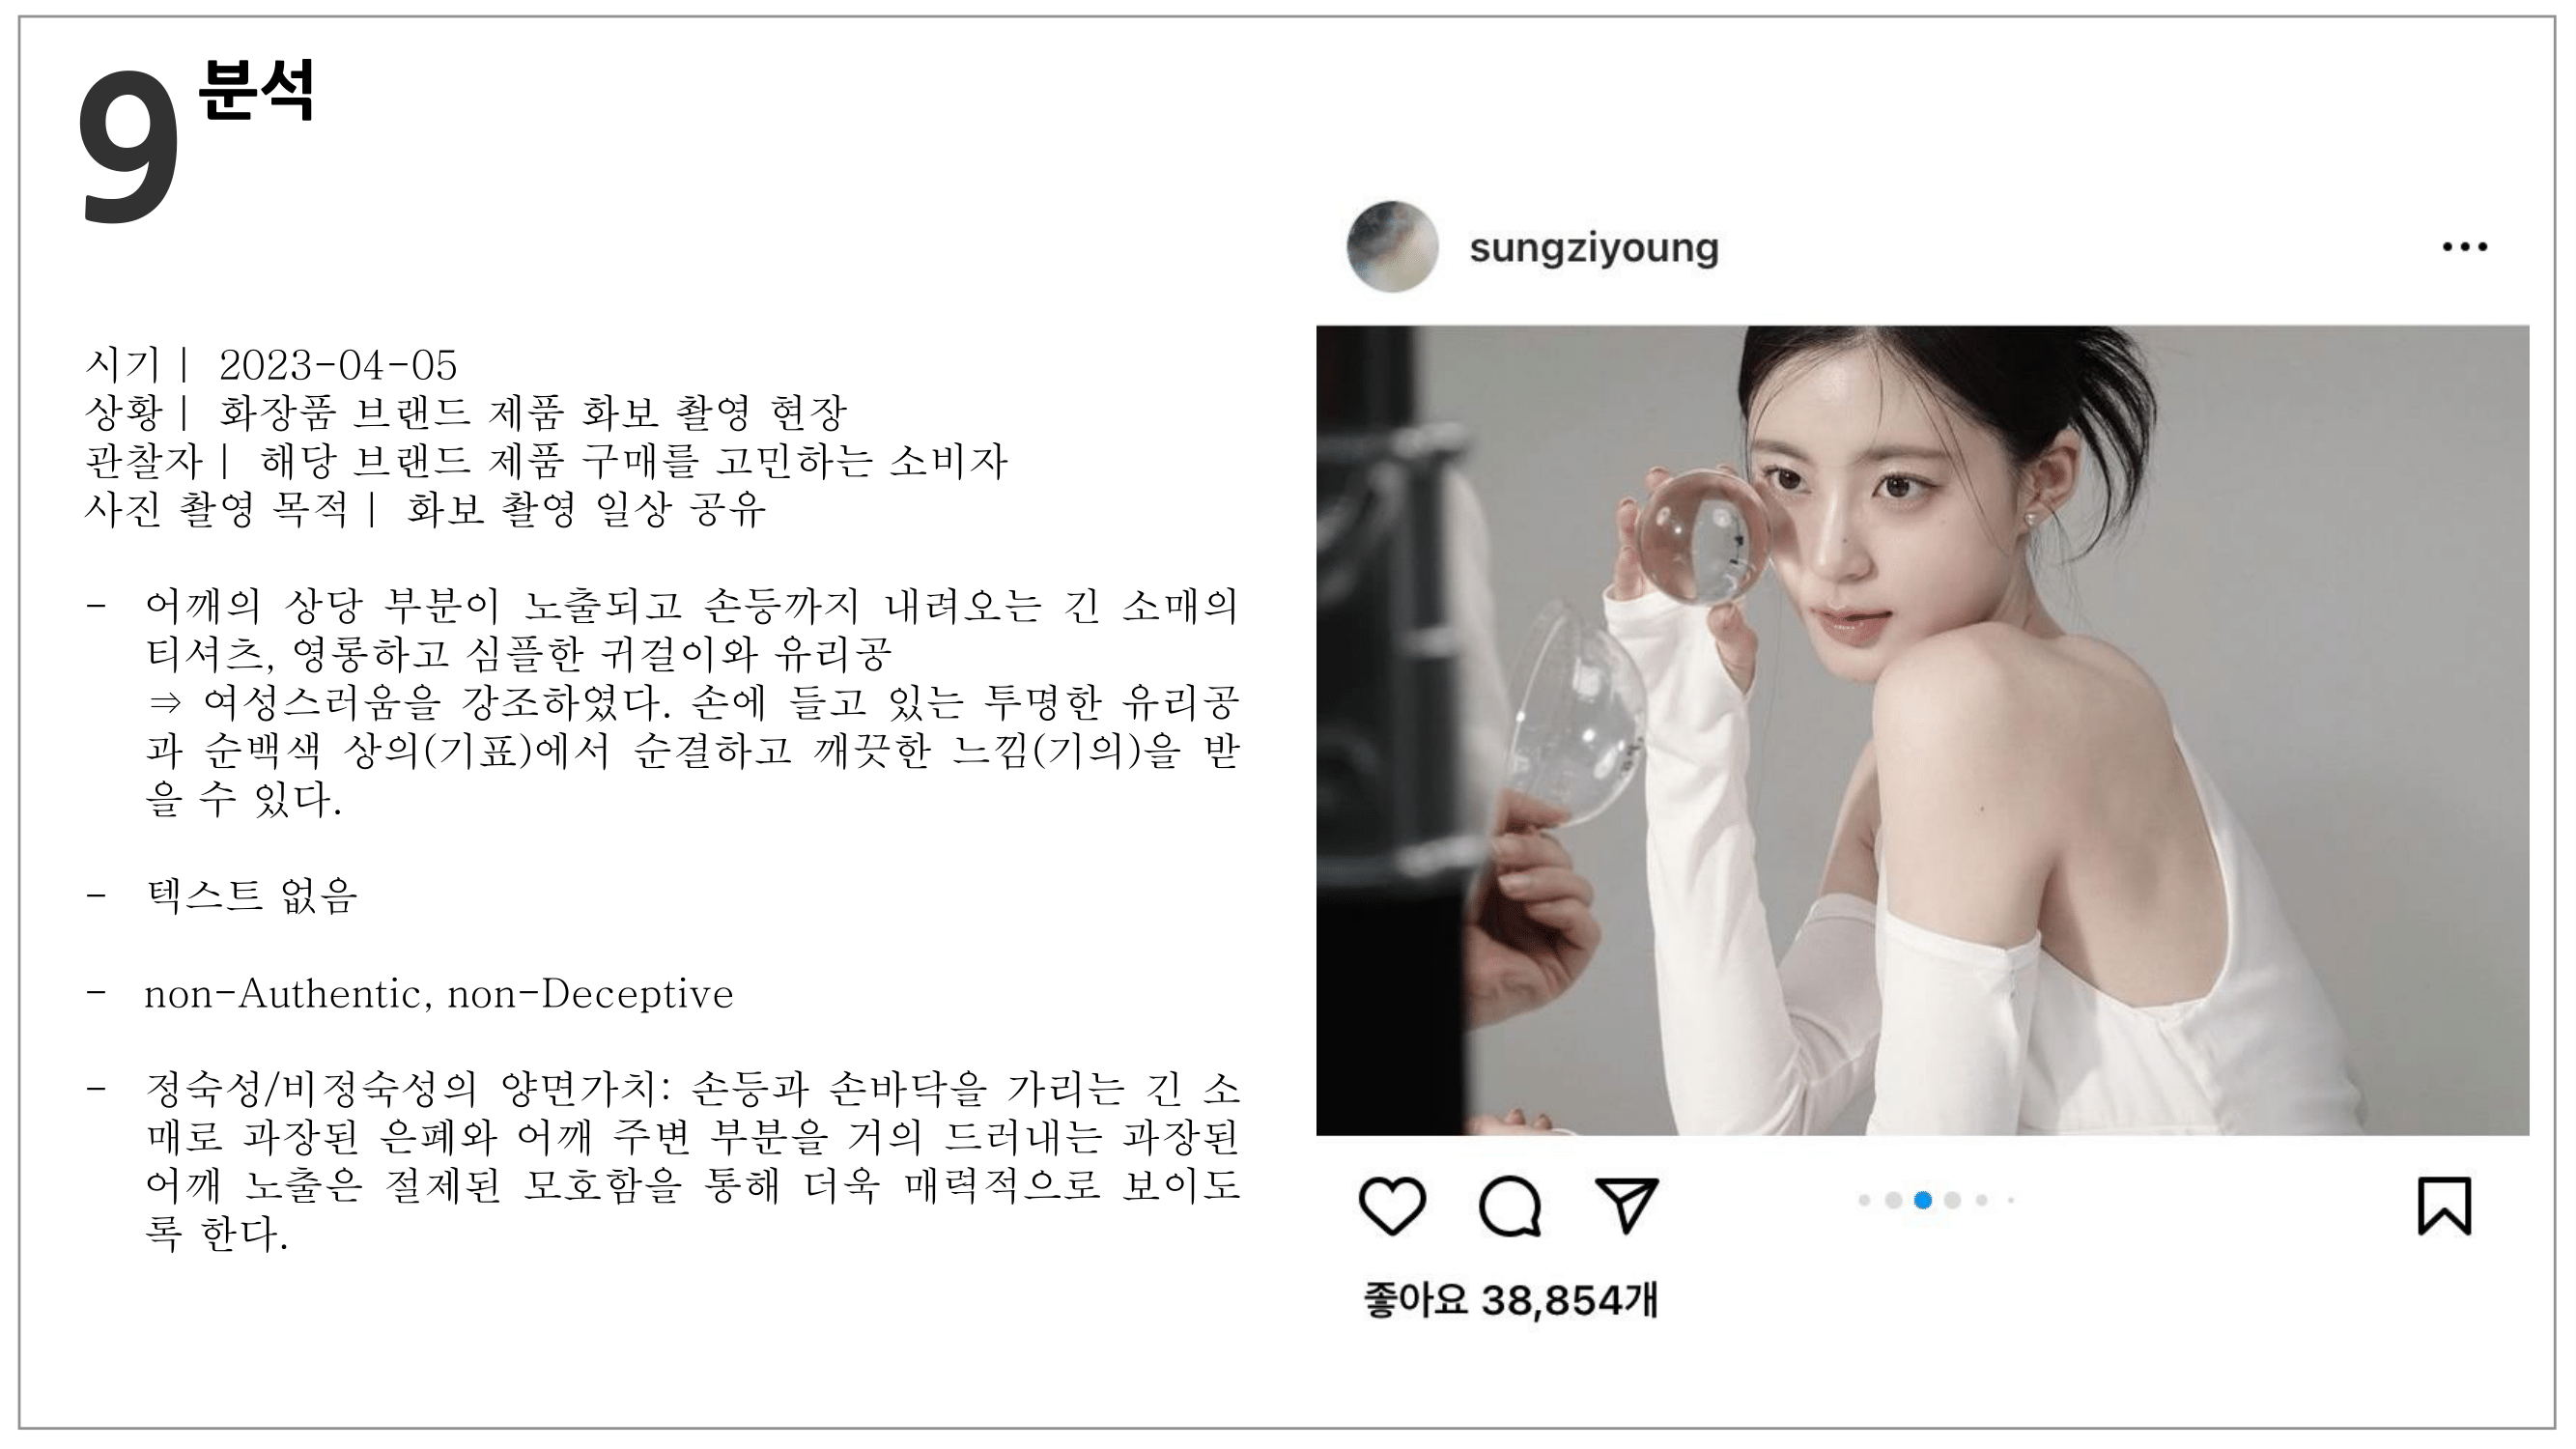 9 분석
시기 | 2023-04-05
상황 | 화장품 브랜드 제품 화보 촬영 현장
관찰자 | 해당 브랜드 제품 구매를 고민하는 소비자
사진 촬영 목적 | 화보 촬영 일상 공유
- 어깨의 상당 부분이 노출되고 손등까지 내려오는 긴 소매의
티셔츠, 영롱하고 심플한 귀걸이와 유리공
⇒ 여성스러움을 강조하였다. 손에 들고 있는 투명한 유리공
과 순백색 상의(기표)에서 순결하고 깨끗한 느낌(기의)을 받
을 수 있다.
- 텍스트 없음
- non-Authentic, non-Deceptive
- 정숙성/비정숙성의 양면가치: 손등과 손바닥을 가리는 긴 소
매로 과장된 은폐와 어깨 주변 부분을 거의 드러내는 과장된
어깨 노출은 절제된 모호함을 통해 더욱 매력적으로 보이도
록 한다.
sungziyoung
좋아요 38,854개